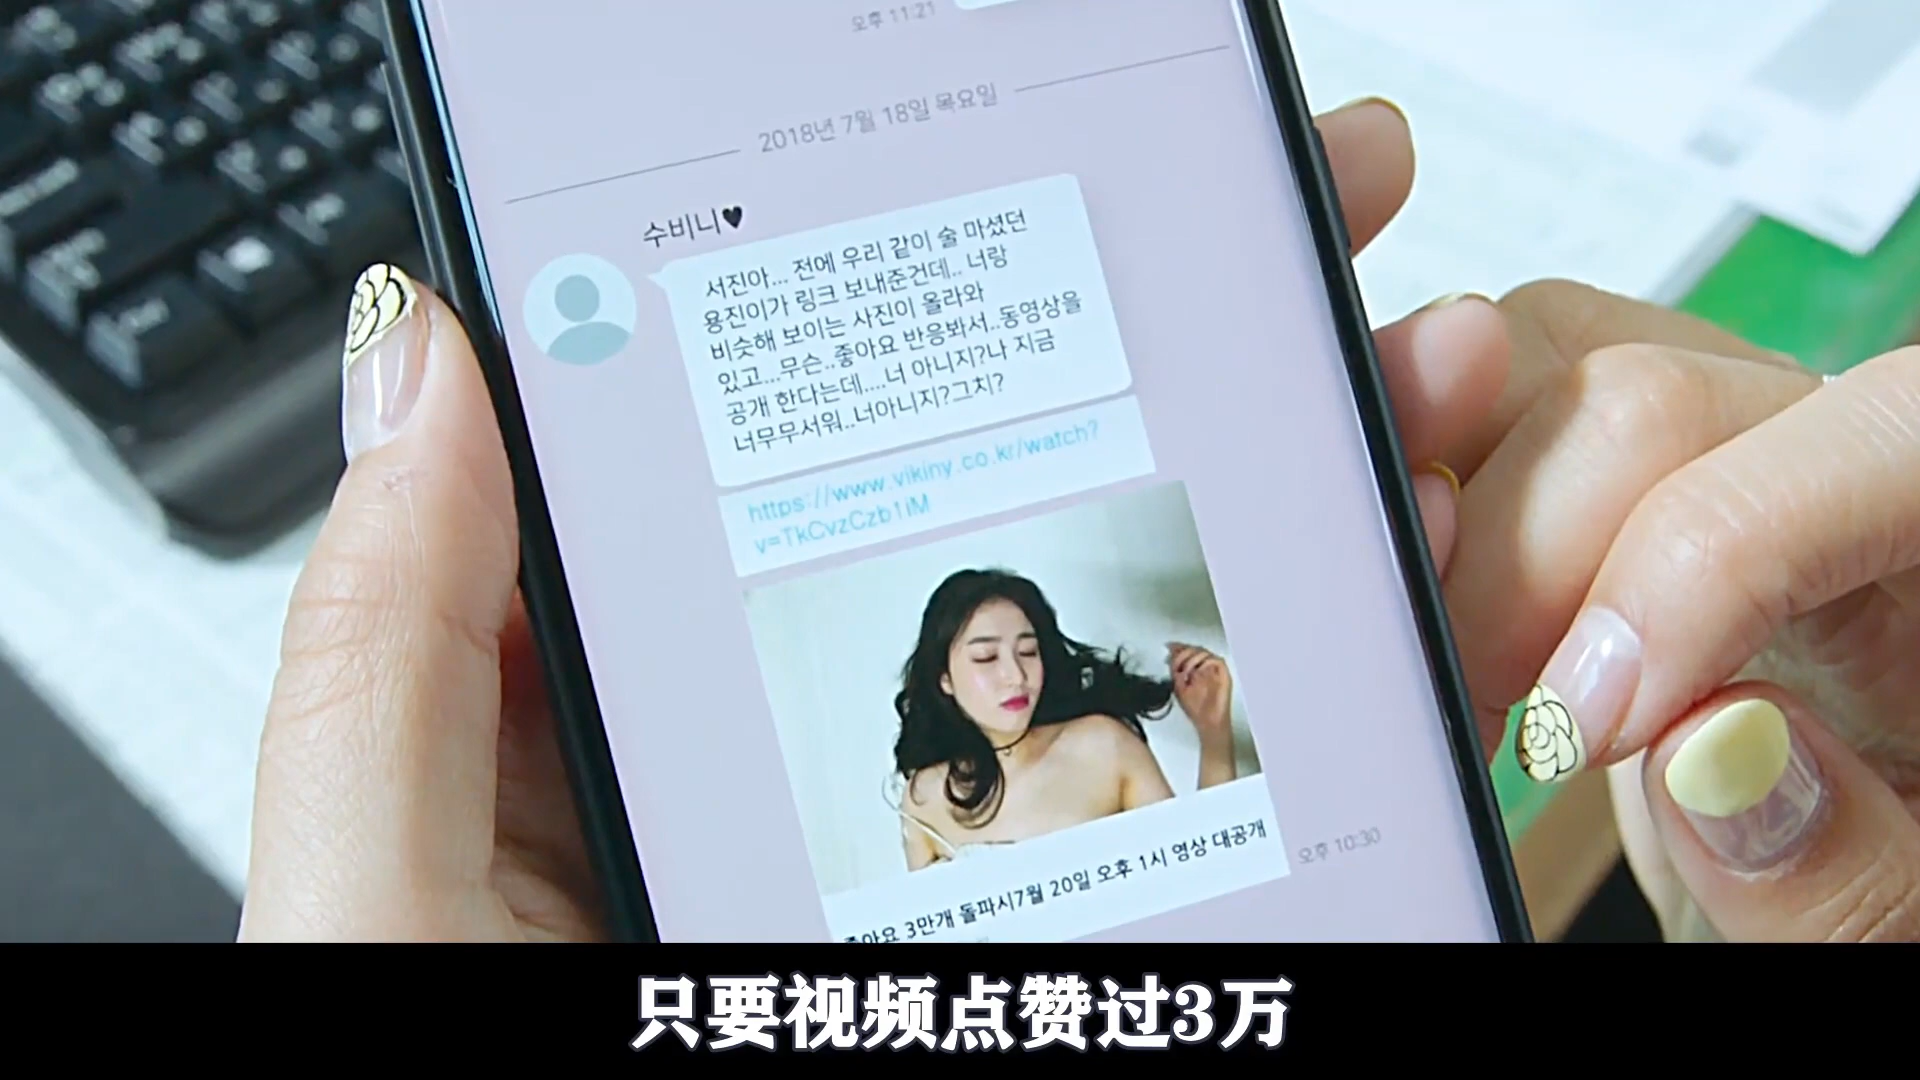 오후 11:21
2018년 7월 18일 목요일
수비니♥
서진아... 전에 우리 같이 술 마셨던
용진이가 링크 보내준건데.. 너랑
비슷해 보이는 사진이 올라와
있고...무슨..좋아요 반응봐서..동영상을
공개 한다는데....너 아니지?나 지금
너무무서워..너아니지?그치?
https://www.vikiny.co.kr/watch?
v=TkCvzCzb1iM
좋아요 3만개 돌파시7월 20일 오후 1시 영상 대공개
오후 10:30
只要视频点赞过3万